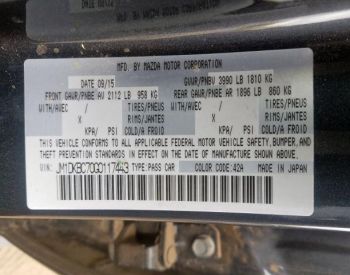 MFD. BY MAZDA MOTOR CORPORATION
DATE 09/15 GVWR/PNBV 3990 LB 1810 KG
FRONT GAWR/PNBE AV 2112 LB 958 KG REAR GAWR/PNBE AR 1896 LB 860 KG
WITH/AVEC / TIRES/PNEUS WITH/AVEC / TIRES/PNEUS
X X
KPA/ PSI COLD/A FROID KPA/ PSI COLD/A FROID
THIS VEHICLE CONFORMS TO ALL APPLICABLE FEDERAL MOTOR VEHICLE SAFETY,
BUMPER, AND THEFT PREVENTION STANDARDS IN EFFECT ON THE DATE OF
MANUFACTURE SHOWN ABOVE.
VIN: TYPE: PASS CAR COLOR CODE: 42A MADE IN JAPAN